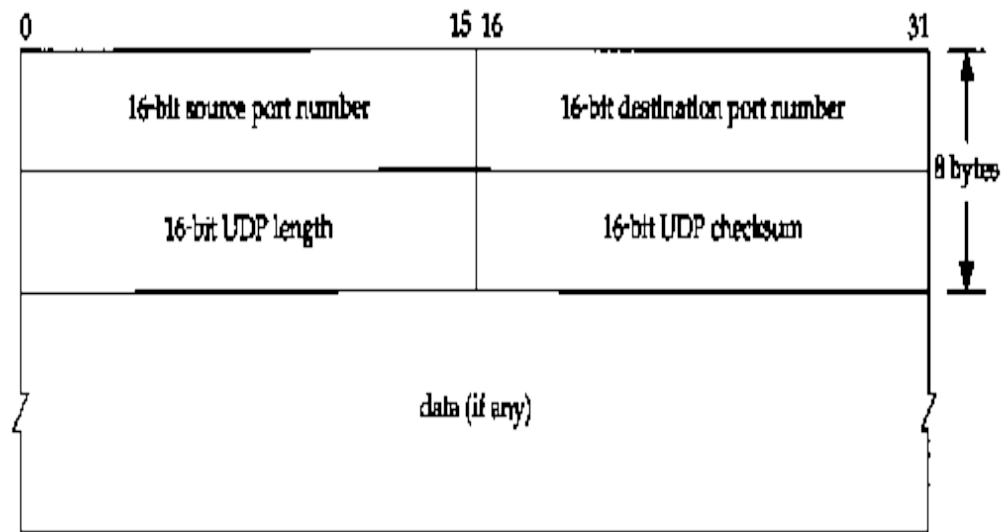 0 15 16 31
16-bit source port number 16-bit destination port number
8 bytes
16-bit UDP length 16-bit UDP checksum
data (if any)